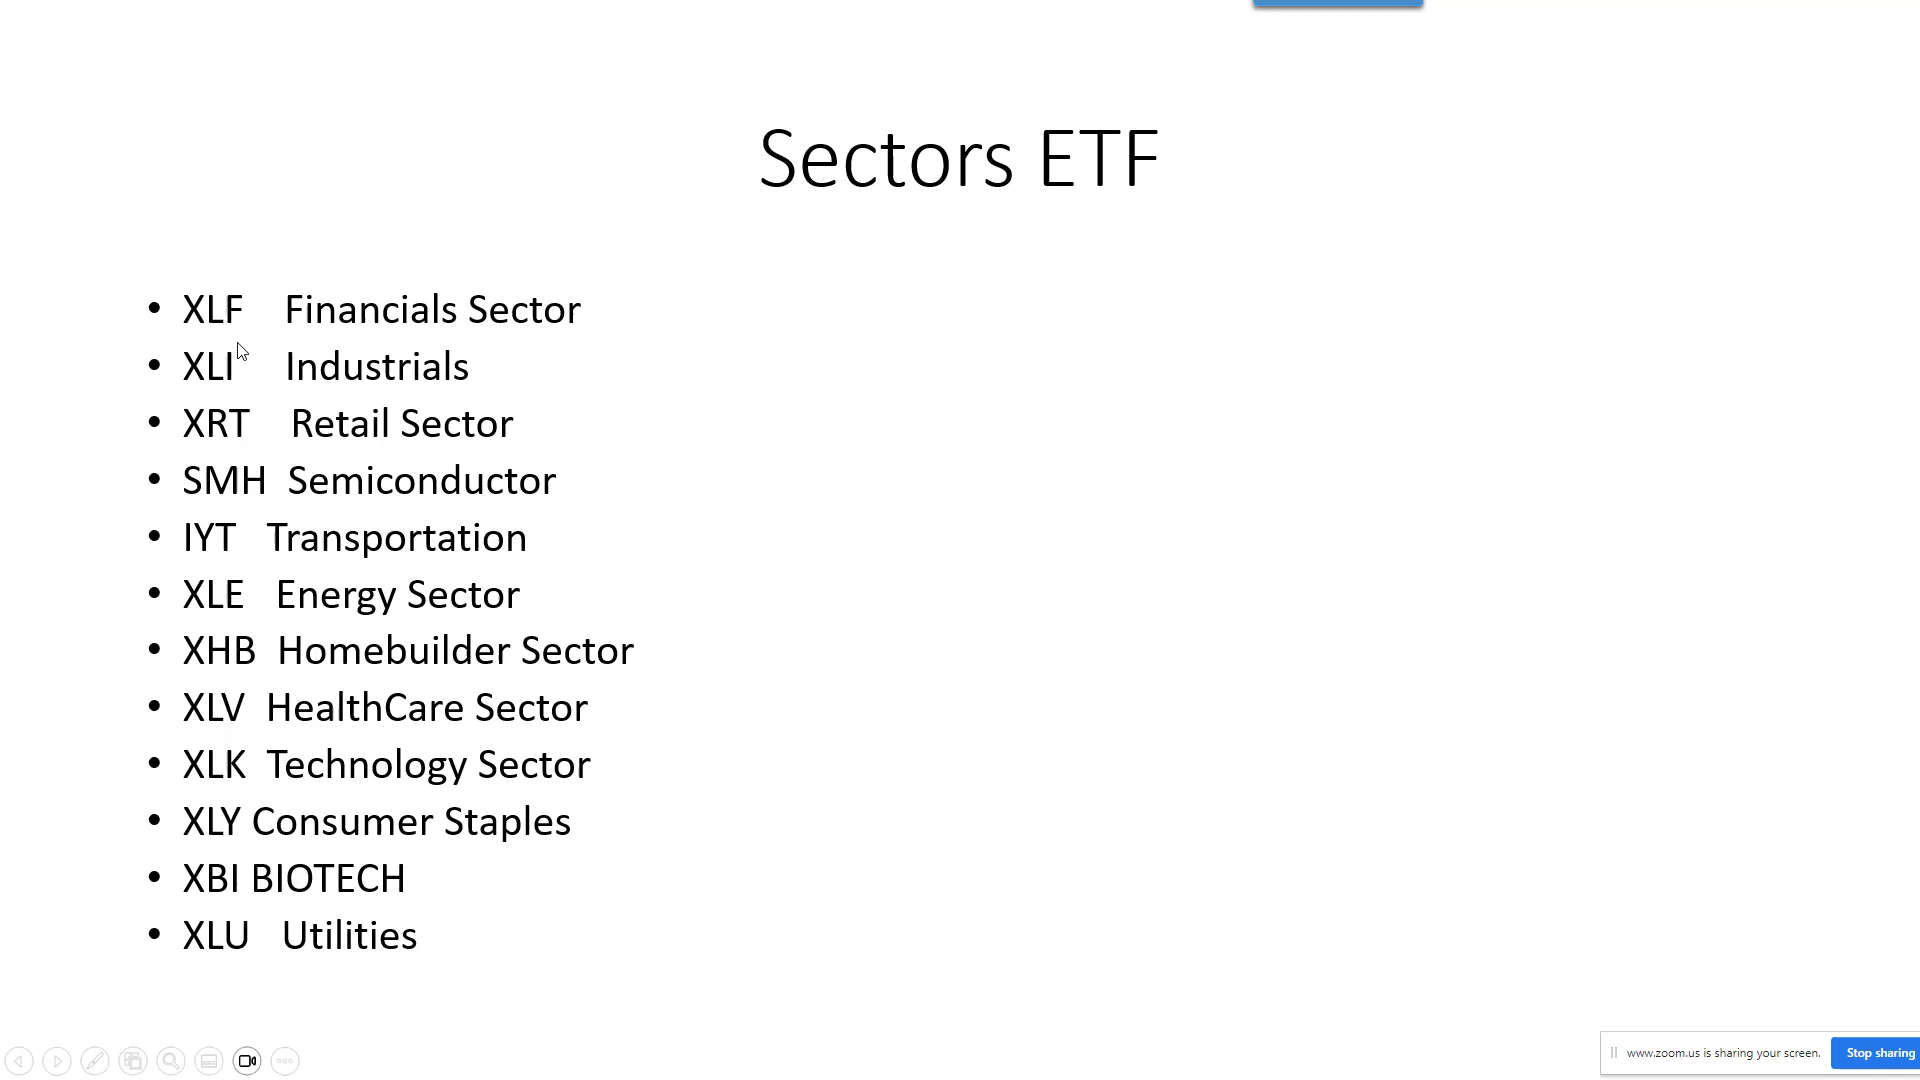 Sectors ETF
• XLF Financials Sector
• XLI Industrials
• XRT Retail Sector
• SMH Semiconductor
• IYT Transportation
• XLE Energy Sector
• XHB Homebuilder Sector
• XLV HealthCare Sector
• XLK Technology Sector
• XLY Consumer Staples
• XBI BIOTECH
• XLU Utilities
www.zoom.us is sharing your screen. Stop sharing